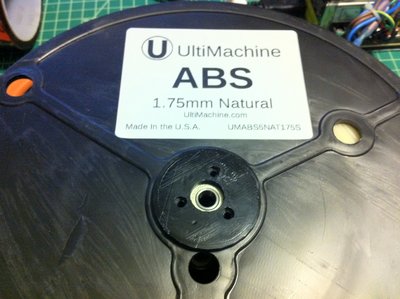 U UltiMachine
ABS
1.75mm Natural
UltiMachine.com
Made in the U.S.A. UMABS5NAT175S